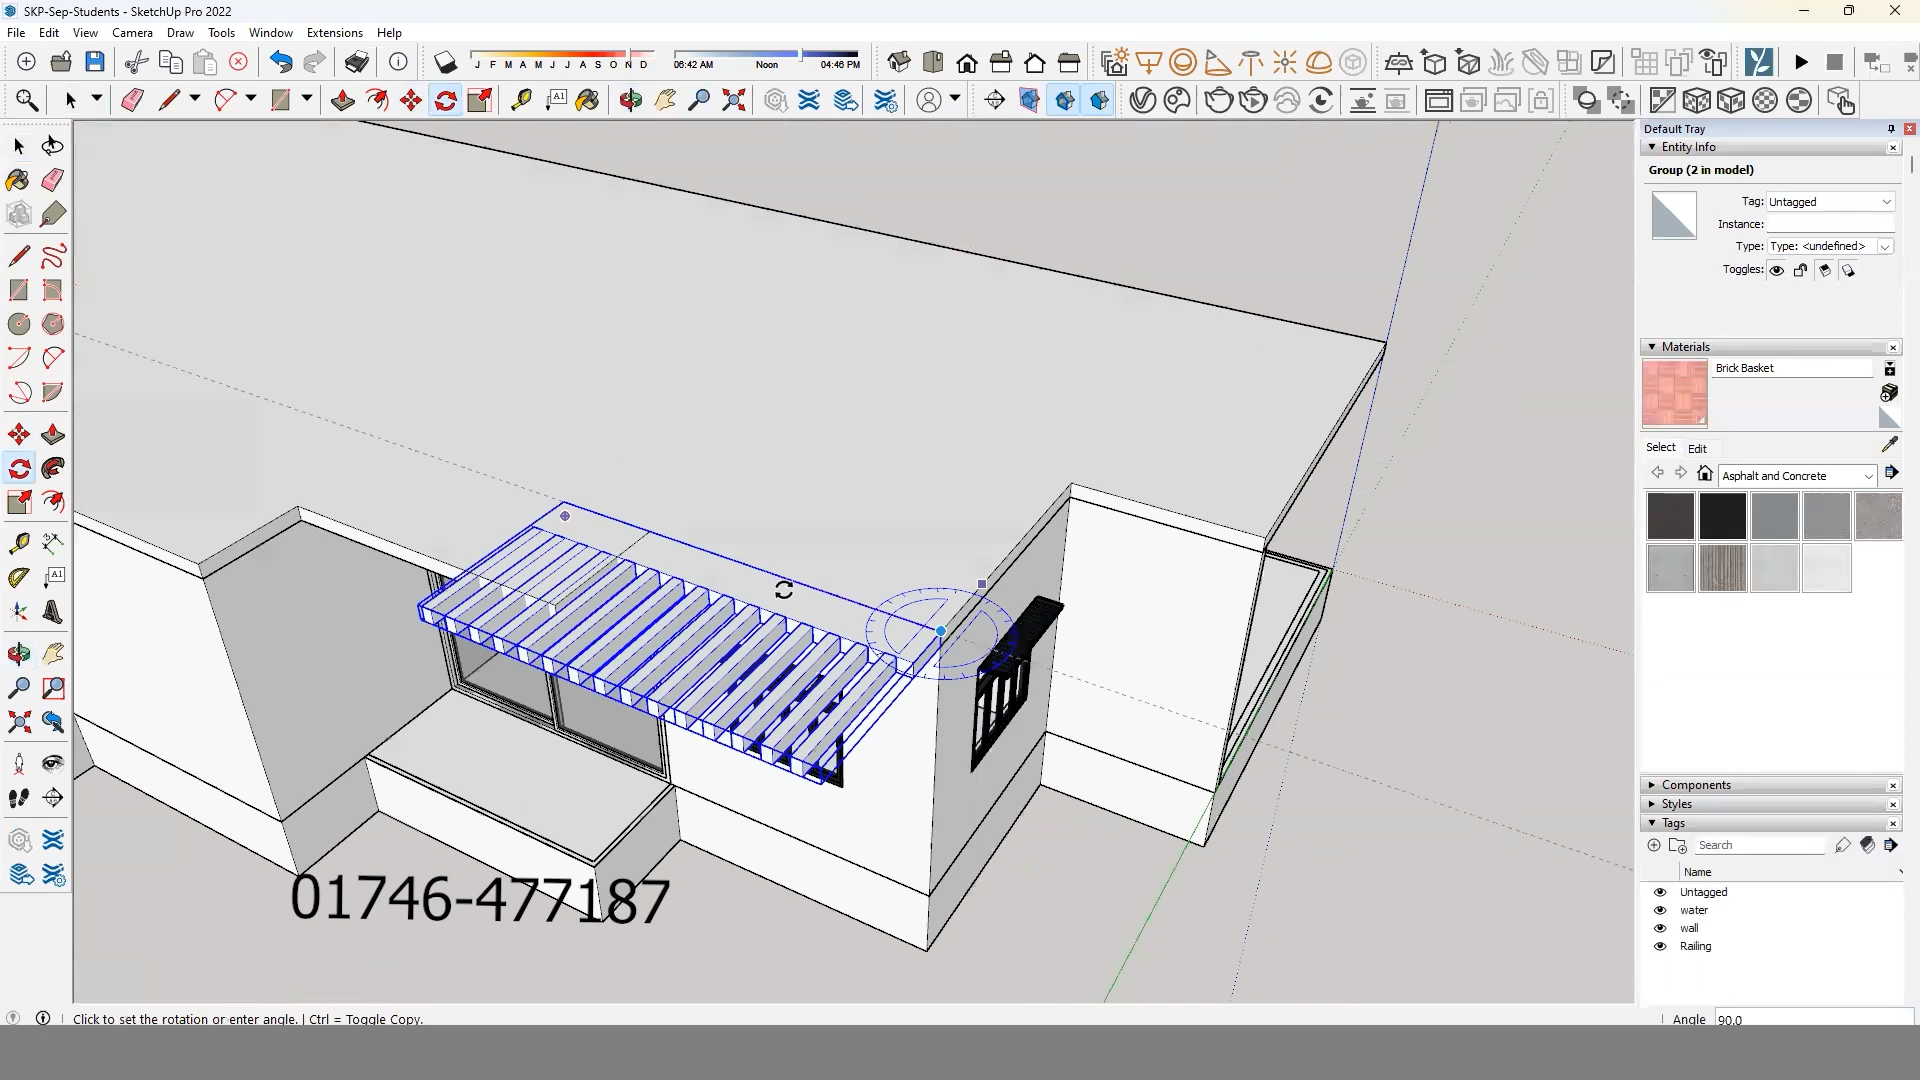 SKP-Sep-Students - SketchUp Pro 2022
File Edit View Camera Draw Tools Window Extensions Help
J F M A M J J A S O N D 06:42 AM Noon 04:46 PM
A1
Default Tray
Entity Info
Group (2 in model)
Tag: Untagged
Instance:
Type: Type: <undefined>
Toggles:
Materials
Brick Basket
Select Edit
Asphalt and Concrete
A1
Components
Styles
Tags
Search
Name
Untagged
water
wall
Railing
01746-477187
Click to set the rotation or enter angle. | Ctrl = Toggle Copy.
Angle 90.0